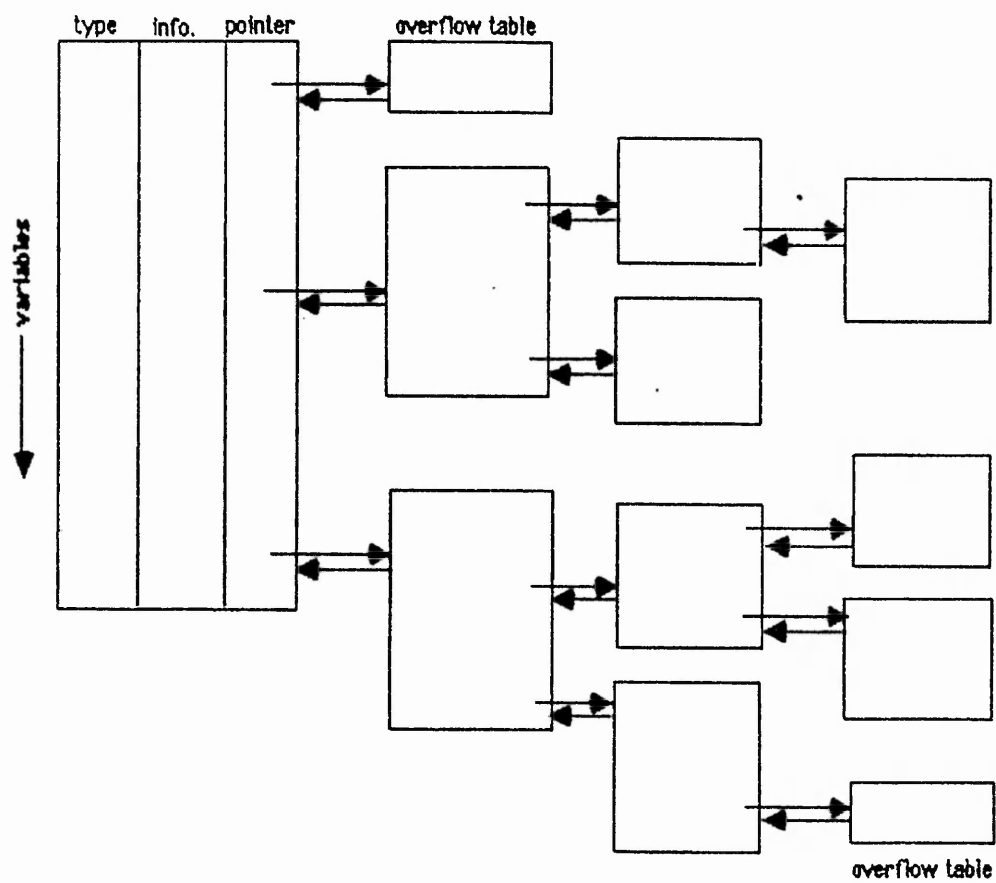 type info. pointer overflow table
variables
overflow table